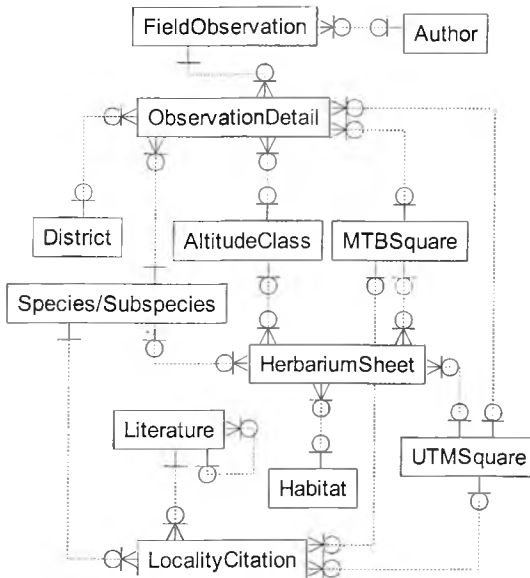 FieldObservation
Author
ObservationDetail
District
AltitudeClass
MTBSquare
Species/Subspecies
HerbariumSheet
Literature
UTMSquare
Habitat
LocalityCitation